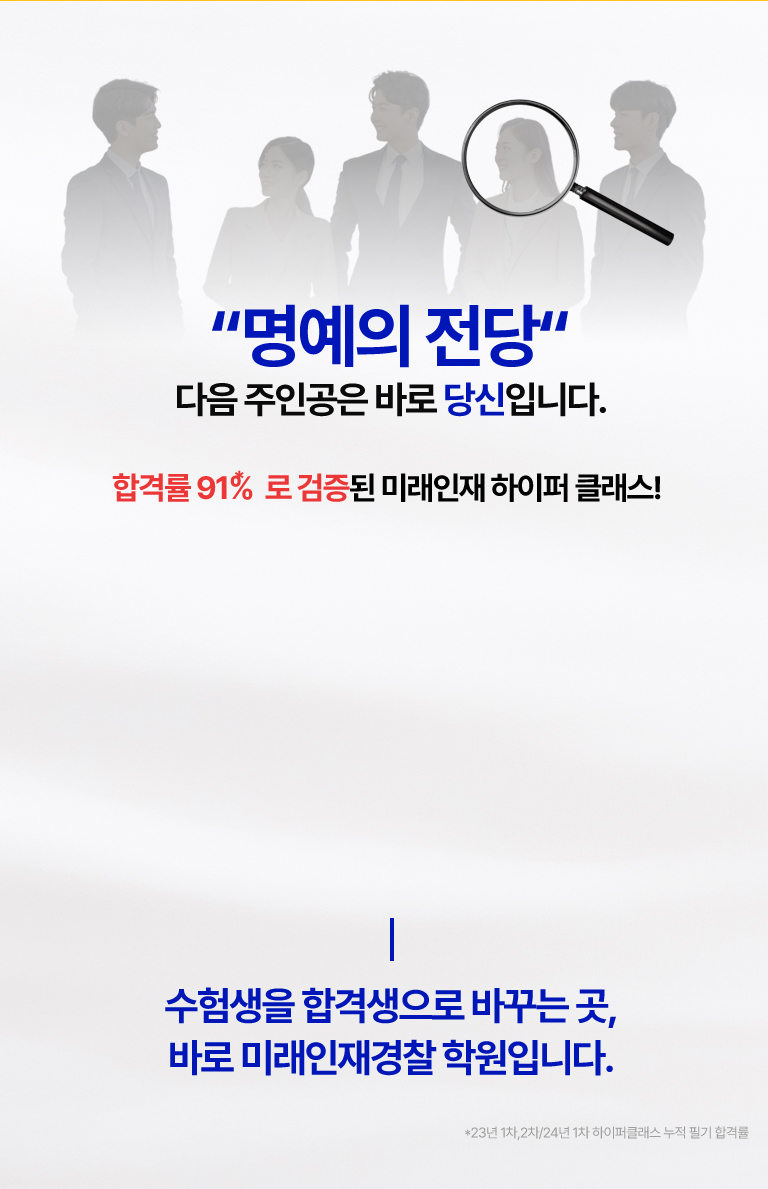 “명예의 전당“
다음 주인공은 바로 당신입니다.
합격률 91%* 로 검증된 미래인재 하이퍼 클래스!
수험생을 합격생으로 바꾸는 곳,
바로 미래인재경찰 학원입니다.
*23년 1차,2차/24년 1차 하이퍼클래스 누적 필기 합격률